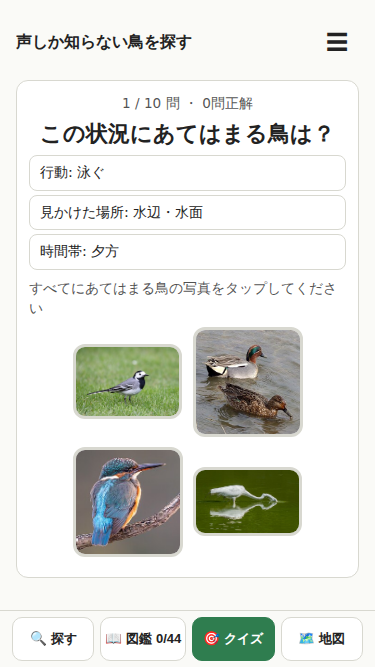 声しか知らない鳥を探す
1 / 10 問 ・ 0問正解
この状況にあてはまる鳥は？
行動: 泳ぐ
見かけた場所: 水辺・水面
時間帯: 夕方
すべてにあてはまる鳥の写真をタップしてくださ
い
🔍 探す
📖 図鑑 0/44
🎯 クイズ
🗺️ 地図